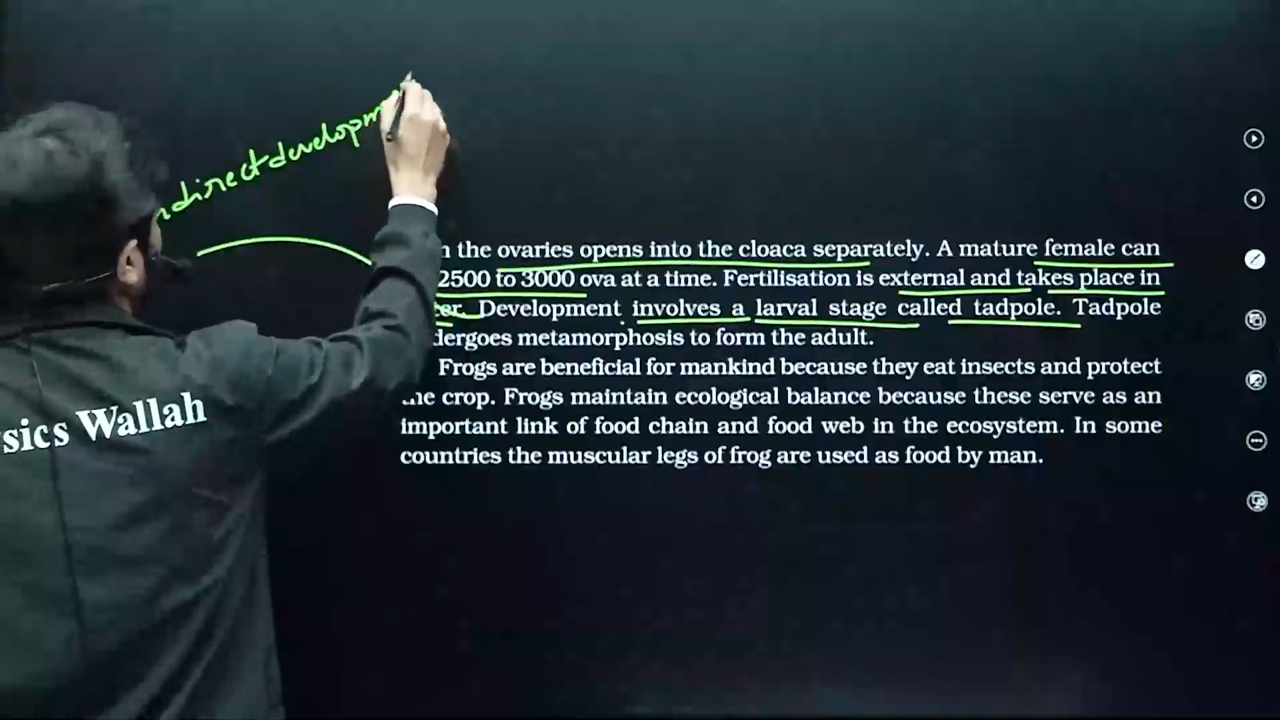 ndirect developm
n the ovaries opens into the cloaca separately. A mature female can
2500 to 3000 ova at a time. Fertilisation is external and takes place in
ter. Development involves a larval stage called tadpole. Tadpole
dergoes metamorphosis to form the adult.
Frogs are beneficial for mankind because they eat insects and protect
the crop. Frogs maintain ecological balance because these serve as an
important link of food chain and food web in the ecosystem. In some
countries the muscular legs of frog are used as food by man.
sics Wallah